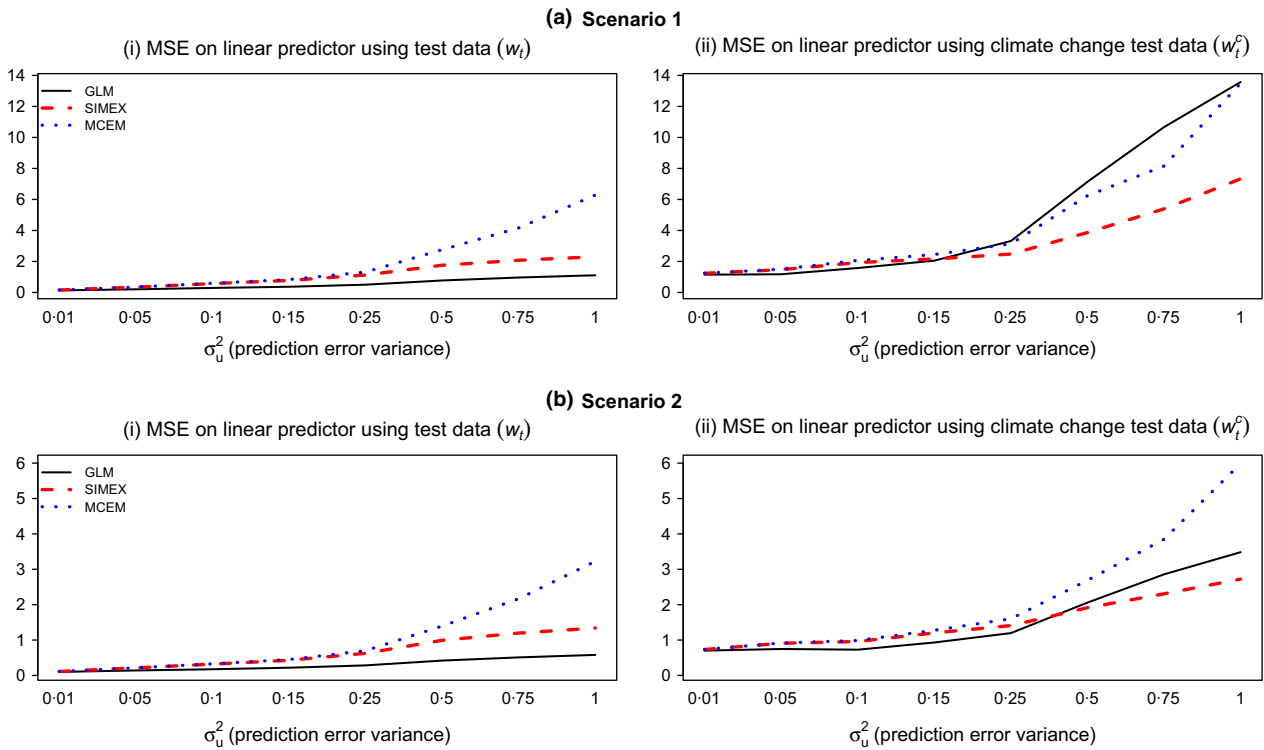 (a) Scenario 1
(i) MSE on linear predictor using test data (wₜ)
(ii) MSE on linear predictor using climate change test data (wₜᶜ)
14
12
10
8
6
4
2
0
GLM
SIMEX
MCEM
0·01 0·05 0·1 0·15 0·25 0·5 0·75 1
σᵤ² (prediction error variance)
14
12
10
8
6
4
2
0
0·01 0·05 0·1 0·15 0·25 0·5 0·75 1
σᵤ² (prediction error variance)
(b) Scenario 2
(i) MSE on linear predictor using test data (wₜ)
(ii) MSE on linear predictor using climate change test data (wₜᶜ)
6
5
4
3
2
1
0
GLM
SIMEX
MCEM
0·01 0·05 0·1 0·15 0·25 0·5 0·75 1
σᵤ² (prediction error variance)
6
5
4
3
2
1
0
0·01 0·05 0·1 0·15 0·25 0·5 0·75 1
σᵤ² (prediction error variance)